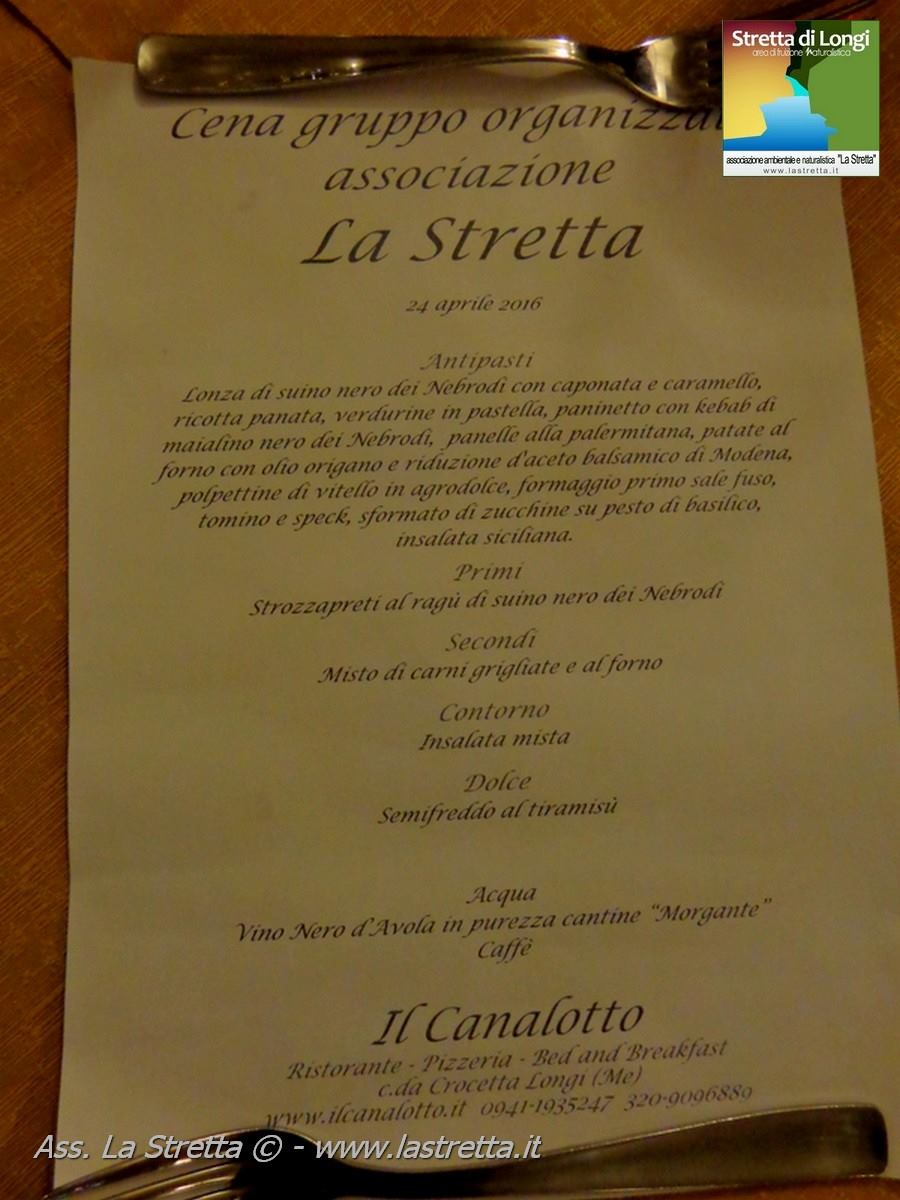 Stretta di Longi
area di fruizione naturalistica
associazione ambientale e naturalistica "La Stretta"
www.lastretta.it
Cena gruppo
associazione
La Stretta
24 aprile 2016
Antipasti
Lonza di suino nero dei Nebrodi con caponata e caramello,
ricotta panata, verdurine in pastella, paninetto con kebab di
maialino nero dei Nebrodi, panelle alla palermitana, patate al
forno con olio origano e riduzione d'aceto balsamico di Modena,
polpettine di vitello in agrodolce, formaggio primo sale fuso,
tomino e speck, sformato di zucchine su pesto di basilico,
insalata siciliana.
Primi
Strozzapreti al ragù di suino nero dei Nebrodi
Secondi
Misto di carni grigliate e al forno
Contorno
Insalata mista
Dolce
Semifreddo al tiramisù
Acqua
Vino Nero d'Avola in purezza cantine "Morgante"
Caffè
Il Canalotto
Ristorante - Pizzeria - Bed and Breakfast
c.da Crocetta Longi (Me)
www.ilcanalotto.it 0941-1935247 320-9096889
Ass. La Stretta © - www.lastretta.it